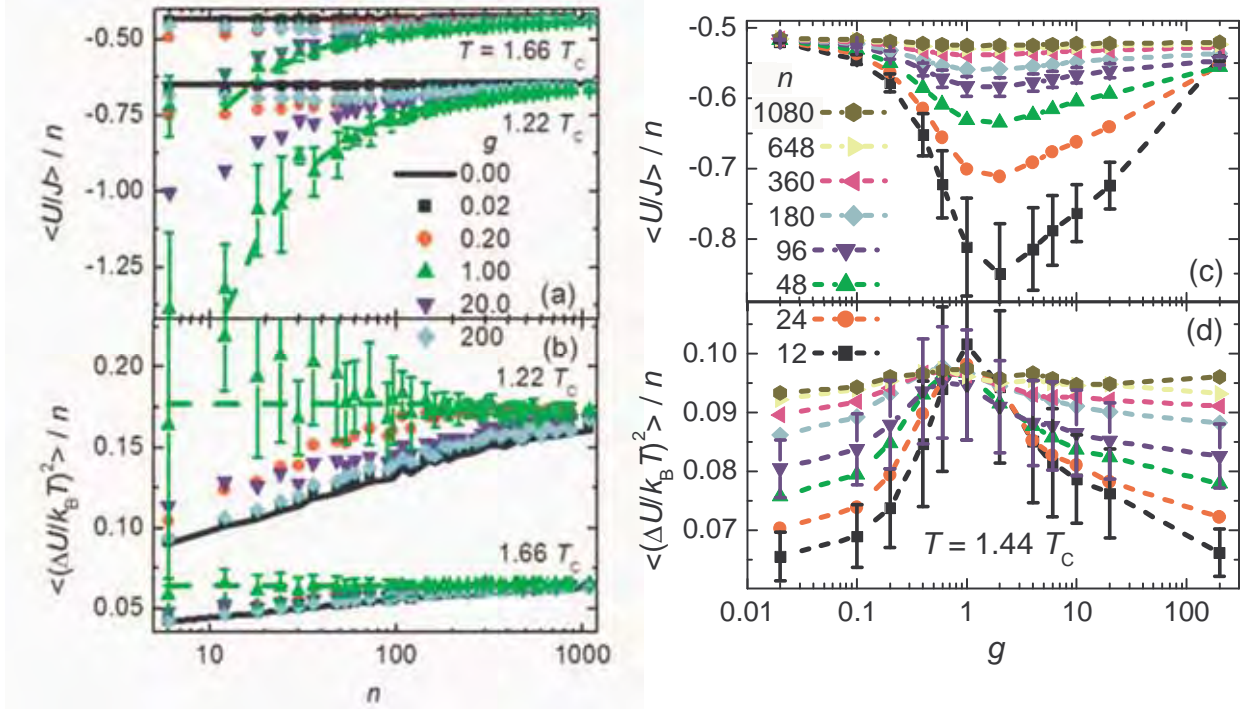 -0.50
-0.75
-1.00
-1.25
<U/J> / n
T = 1.66 T_C
1.22 T_C
g
0.00
0.02
0.20
1.00
20.0
200
(a)
(b)
0.20
0.15
0.10
0.05
<(ΔU/k_BT)²> / n
1.22 T_C
1.66 T_C
10
100
1000
n
-0.5
-0.6
-0.7
-0.8
<U/J> / n
n
1080
648
360
180
96
48
24
12
(c)
(d)
0.10
0.09
0.08
0.07
<(ΔU/k_BT)²> / n
T = 1.44 T_C
0.01
0.1
1
10
100
g